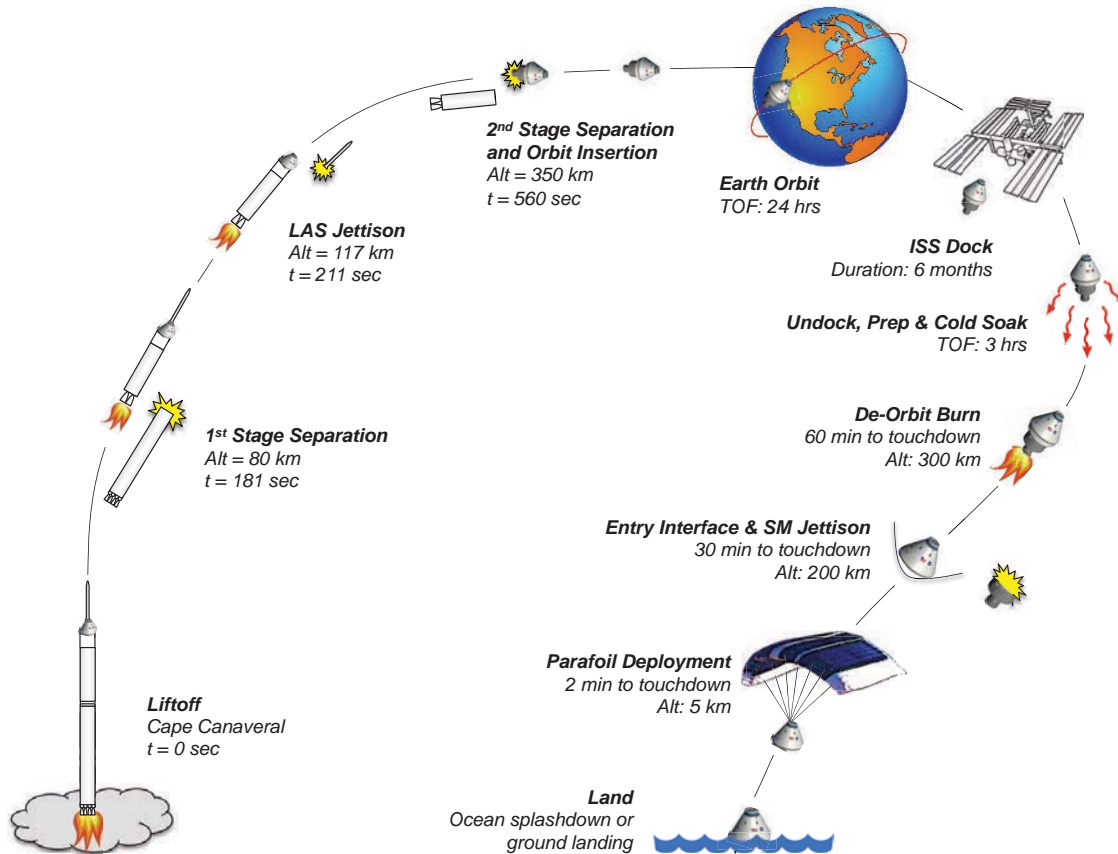 Liftoff
Cape Canaveral
t = 0 sec
1st Stage Separation
Alt = 80 km
t = 181 sec
LAS Jettison
Alt = 117 km
t = 211 sec
2nd Stage Separation
and Orbit Insertion
Alt = 350 km
t = 560 sec
Earth Orbit
TOF: 24 hrs
ISS Dock
Duration: 6 months
Undock, Prep & Cold Soak
TOF: 3 hrs
De-Orbit Burn
60 min to touchdown
Alt: 300 km
Entry Interface & SM Jettison
30 min to touchdown
Alt: 200 km
Parafoil Deployment
2 min to touchdown
Alt: 5 km
Land
Ocean splashdown or
ground landing